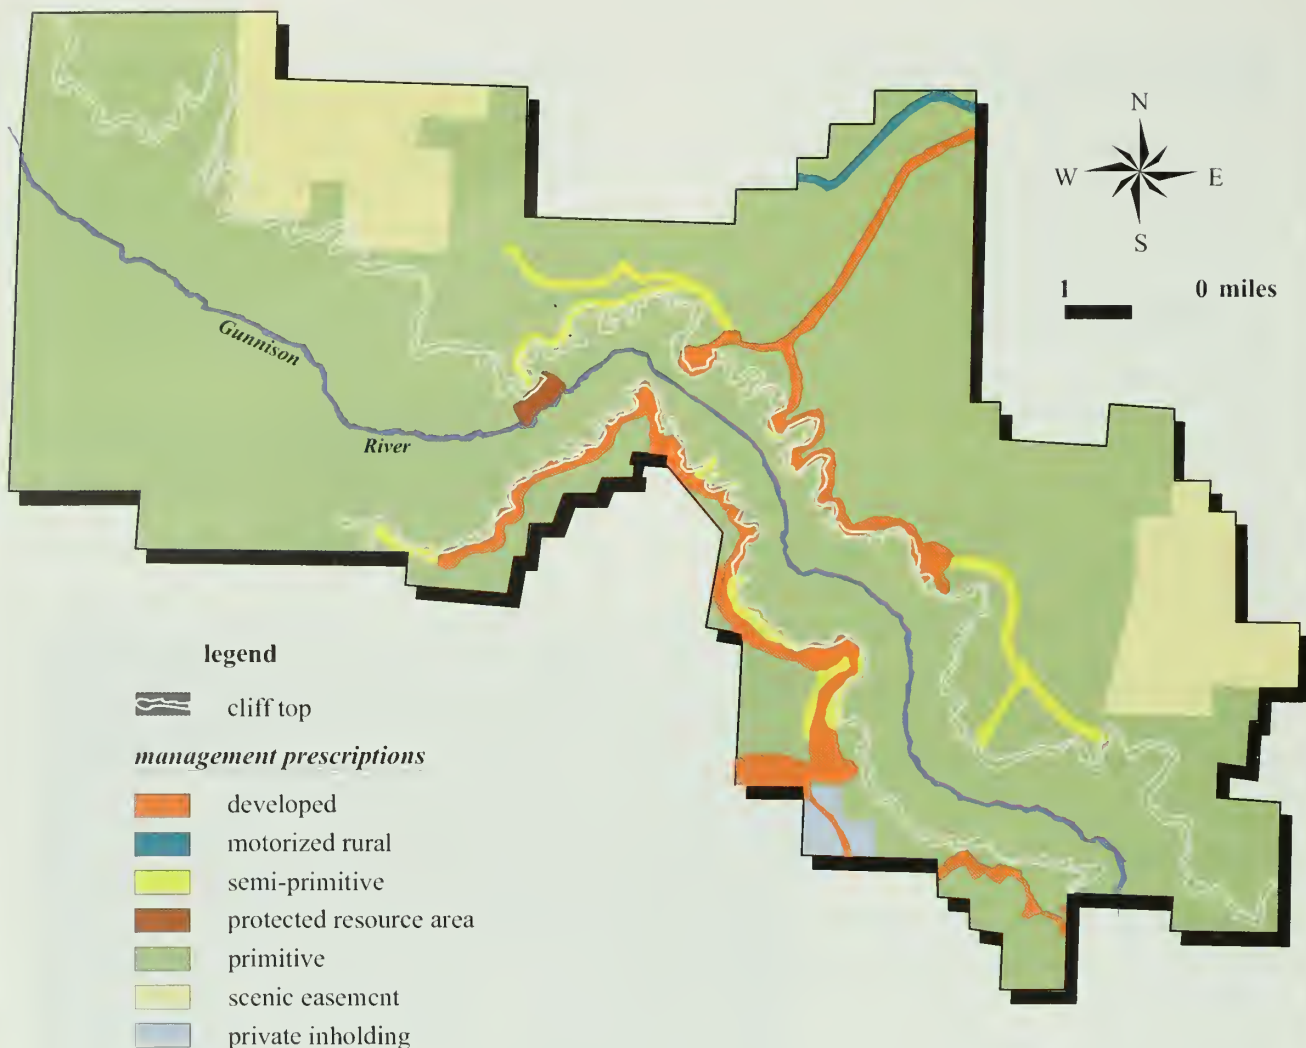 N
W E
S
1 0 miles
Gunnison
River
legend
cliff top
management prescriptions
developed
motorized rural
semi-primitive
protected resource area
primitive
scenic easement
private inholding